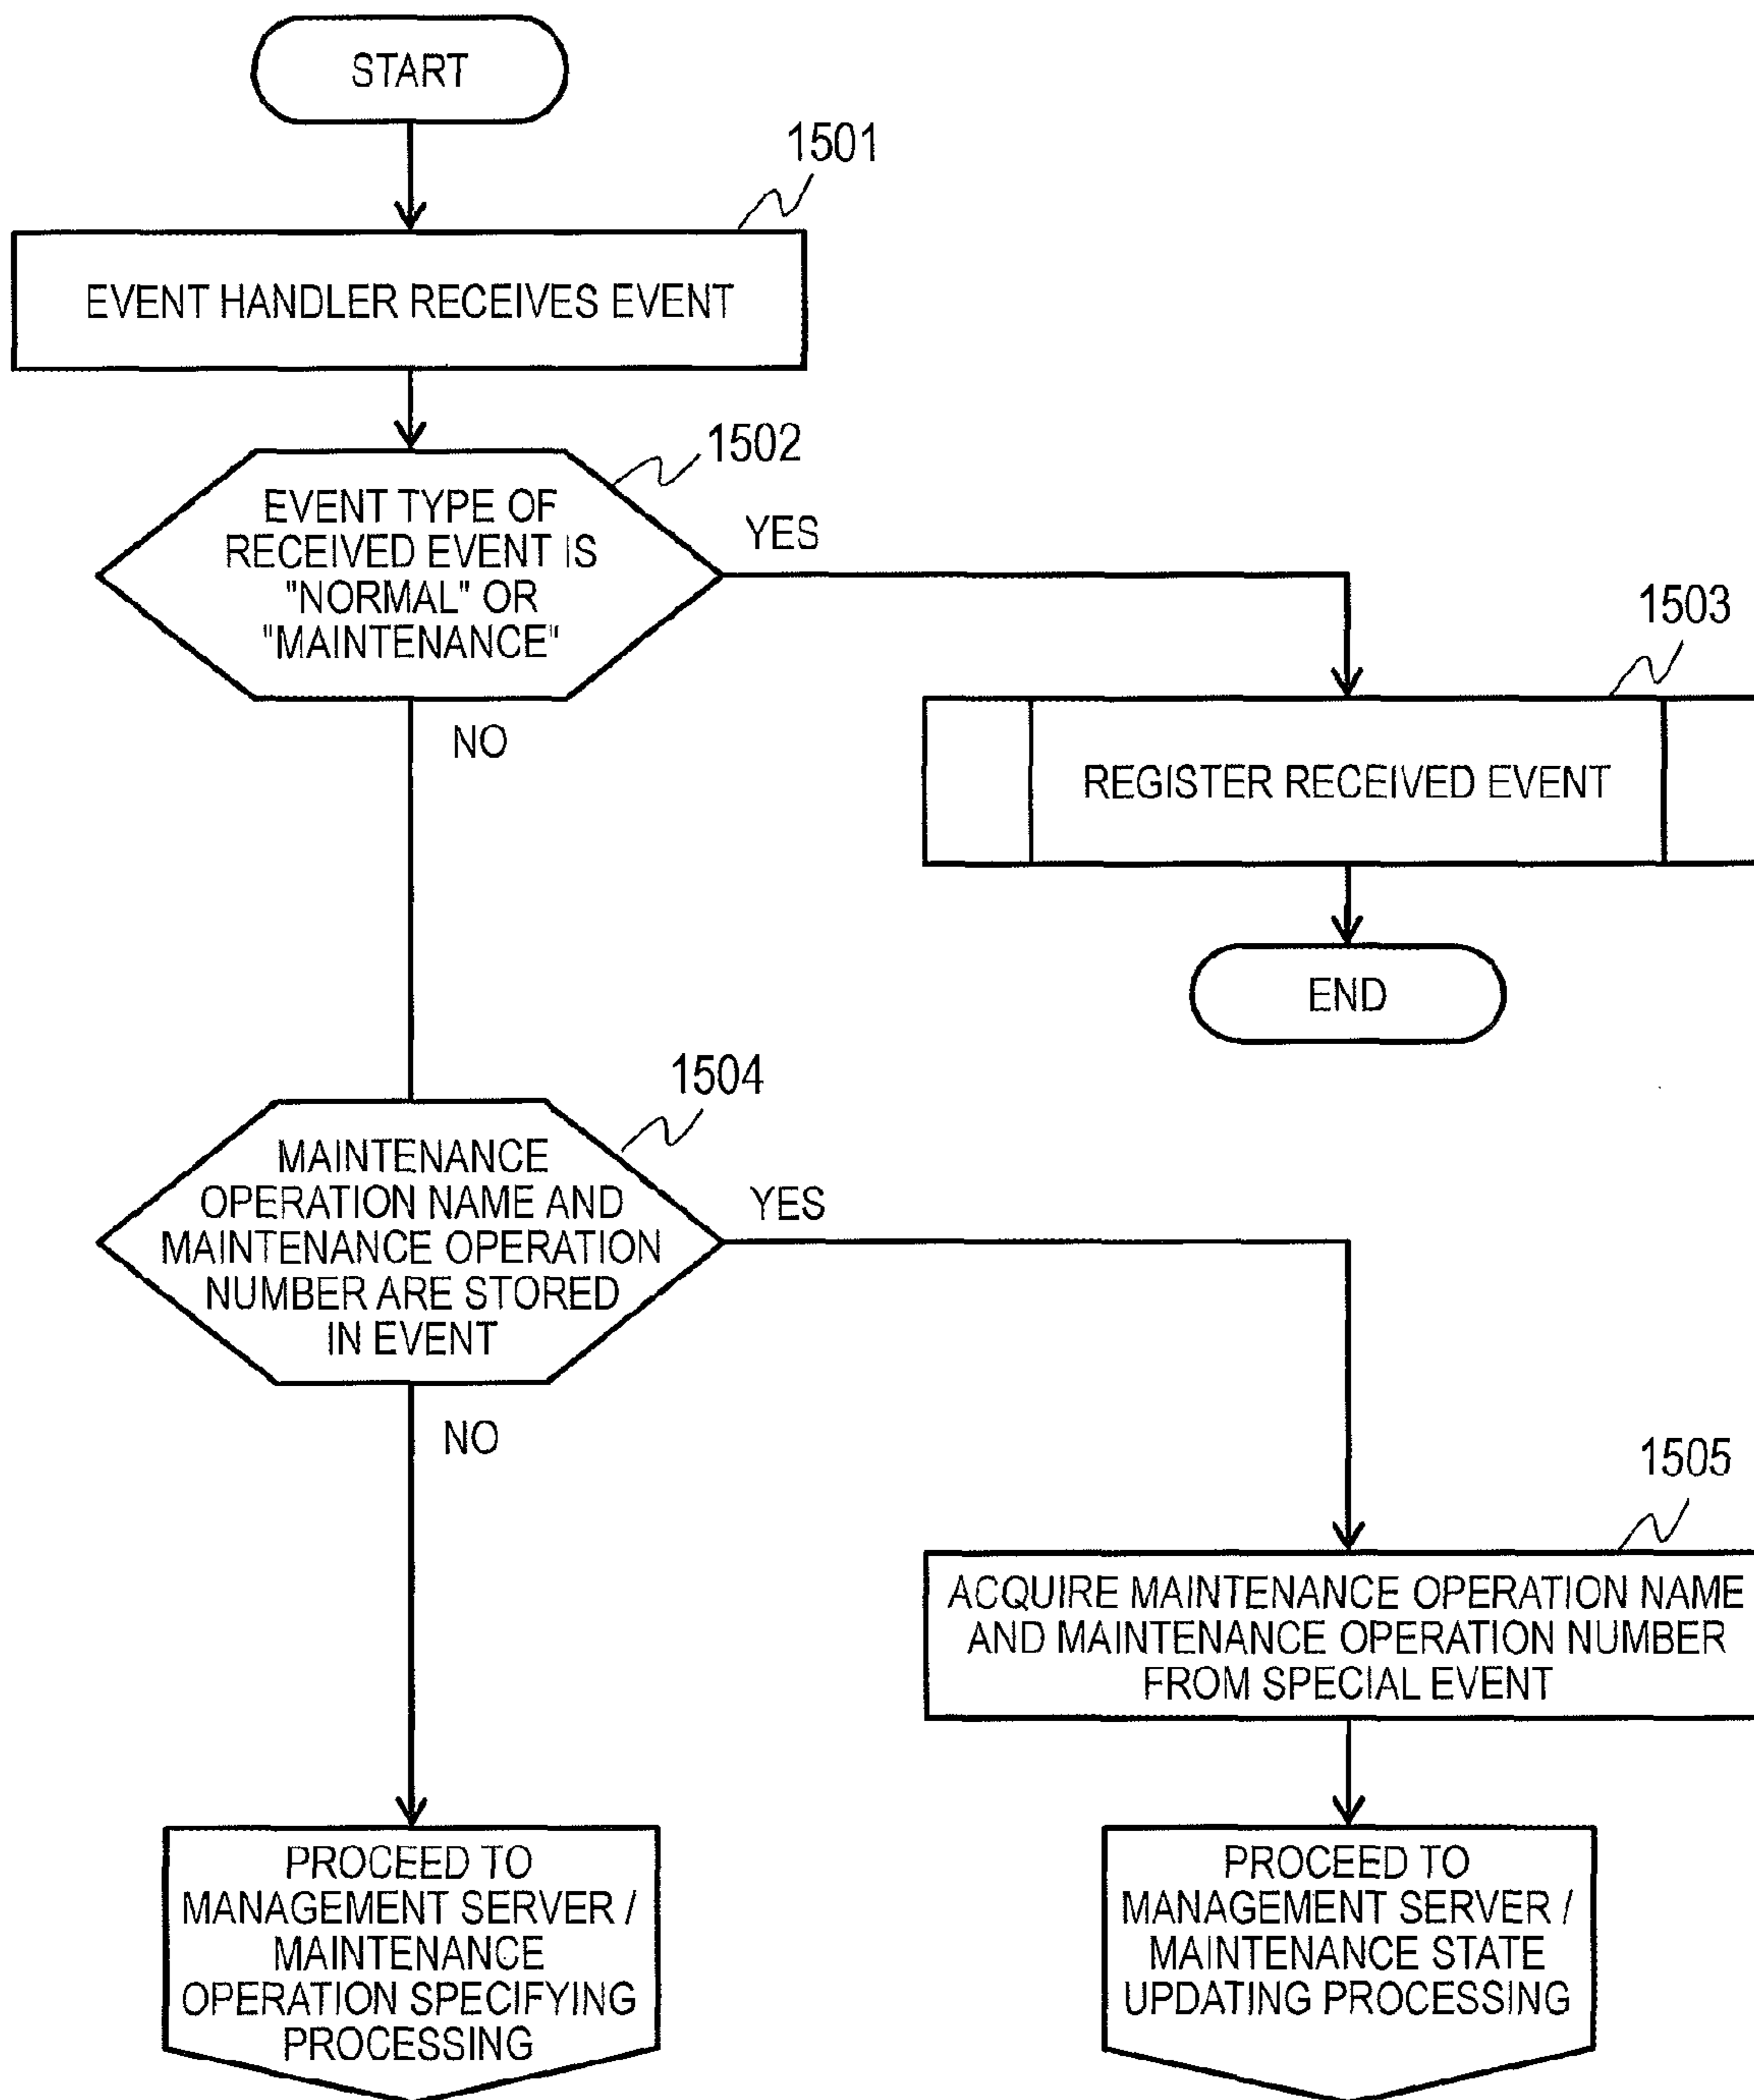 START
1501
EVENT HANDLER RECEIVES EVENT
1502
EVENT TYPE OF
RECEIVED EVENT IS
"NORMAL" OR
"MAINTENANCE"
YES
NO
1503
REGISTER RECEIVED EVENT
END
1504
MAINTENANCE
OPERATION NAME AND
MAINTENANCE OPERATION
NUMBER ARE STORED
IN EVENT
YES
NO
1505
ACQUIRE MAINTENANCE OPERATION NAME
AND MAINTENANCE OPERATION NUMBER
FROM SPECIAL EVENT
PROCEED TO
MANAGEMENT SERVER /
MAINTENANCE
OPERATION SPECIFYING
PROCESSING
PROCEED TO
MANAGEMENT SERVER /
MAINTENANCE STATE
UPDATING PROCESSING